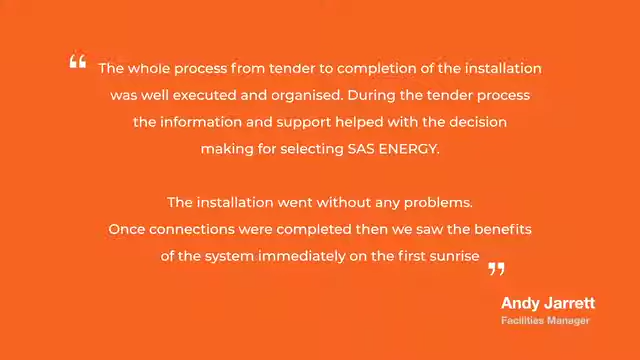 “ The whole process from tender to completion of the installation
was well executed and organised. During the tender process
the information and support helped with the decision
making for selecting SAS ENERGY.
The installation went without any problems.
Once connections were completed then we saw the benefits
of the system immediately on the first sunrise ”
Andy Jarrett
Facilities Manager